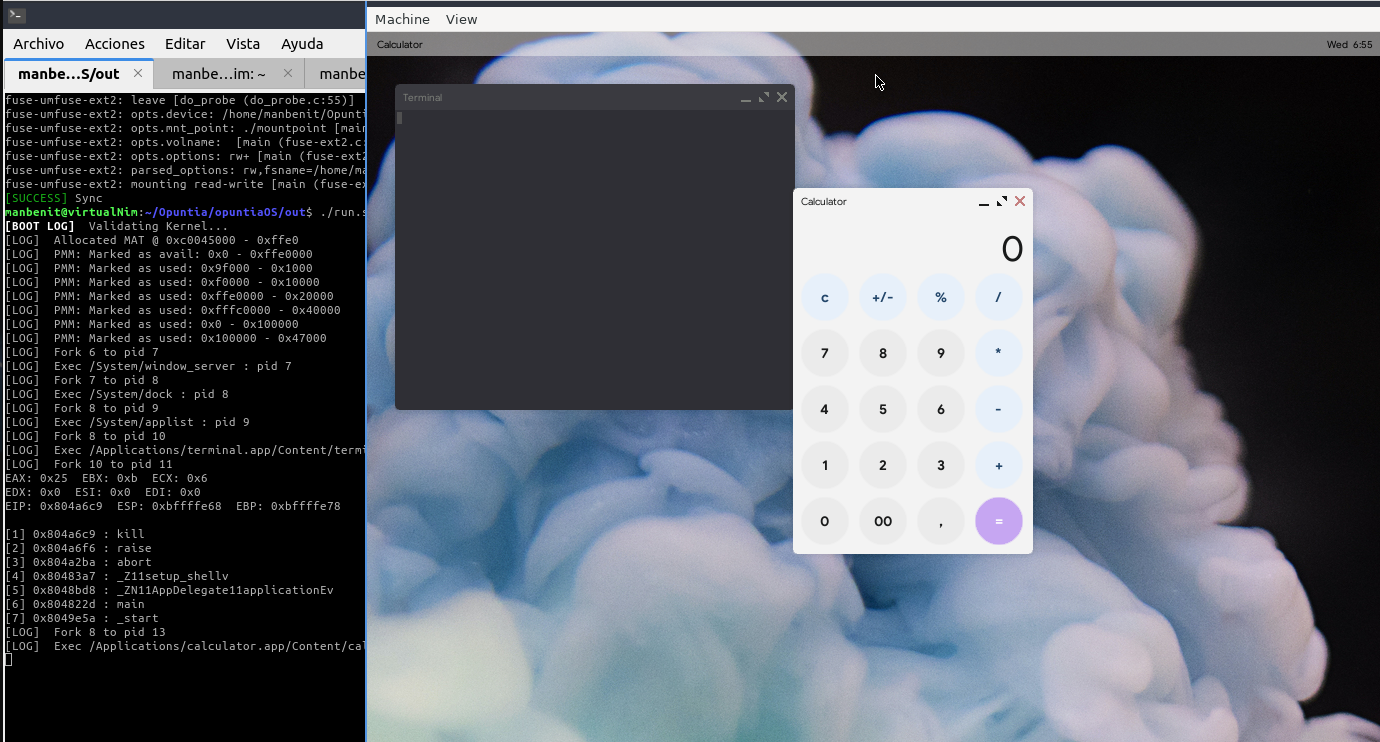 Archivo Acciones Editar Vista Ayuda
manbe...S/out manbe...im: ~ manbe
fuse-umfuse-ext2: leave [do_probe (do_probe.c:55)]
fuse-umfuse-ext2: opts.device: /home/manbenit/Opunti
fuse-umfuse-ext2: opts.mnt_point: ./mountpoint [main
fuse-umfuse-ext2: opts.volname:  [main (fuse-ext2.c:
fuse-umfuse-ext2: opts.options: rw+ [main (fuse-ext2
fuse-umfuse-ext2: parsed_options: rw,fsname=/home/ma
fuse-umfuse-ext2: mounting read-write [main (fuse-ex
[SUCCESS] Sync
manbenit@virtualNim:~/Opuntia/opuntiaOS/out$ ./run.s
[BOOT LOG]  Validating Kernel...
[LOG]  Allocated MAT @ 0xc0045000 - 0xffe0
[LOG]  PMM: Marked as avail: 0x0 - 0xffe0000
[LOG]  PMM: Marked as used: 0x9f000 - 0x1000
[LOG]  PMM: Marked as used: 0xf0000 - 0x10000
[LOG]  PMM: Marked as used: 0xffe0000 - 0x20000
[LOG]  PMM: Marked as used: 0xfffc0000 - 0x40000
[LOG]  PMM: Marked as used: 0x0 - 0x100000
[LOG]  PMM: Marked as used: 0x100000 - 0x47000
[LOG]  Fork 6 to pid 7
[LOG]  Exec /System/window_server : pid 7
[LOG]  Fork 7 to pid 8
[LOG]  Exec /System/dock : pid 8
[LOG]  Fork 8 to pid 9
[LOG]  Exec /System/applist : pid 9
[LOG]  Fork 8 to pid 10
[LOG]  Exec /Applications/terminal.app/Content/termi
[LOG]  Fork 10 to pid 11
EAX: 0x25  EBX: 0xb  ECX: 0x6
EDX: 0x0  ESI: 0x0  EDI: 0x0
EIP: 0x804a6c9  ESP: 0xbffffe68  EBP: 0xbffffe78
[1] 0x804a6c9 : kill
[2] 0x804a6f6 : raise
[3] 0x804a2ba : abort
[4] 0x80483a7 : _Z11setup_shellv
[5] 0x8048bd8 : _ZN11AppDelegate11applicationEv
[6] 0x804822d : main
[7] 0x8049e5a : _start
[LOG]  Fork 8 to pid 13
[LOG]  Exec /Applications/calculator.app/Content/cal
Machine View
Calculator Wed 6:55
Terminal
Calculator
0
c +/- % /
7 8 9 *
4 5 6 -
1 2 3 +
0 00 , =